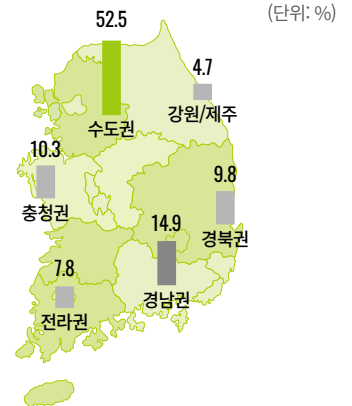 (단위: %)
52.5
수도권
4.7
강원/제주
10.3
충청권
9.8
경북권
14.9
경남권
7.8
전라권